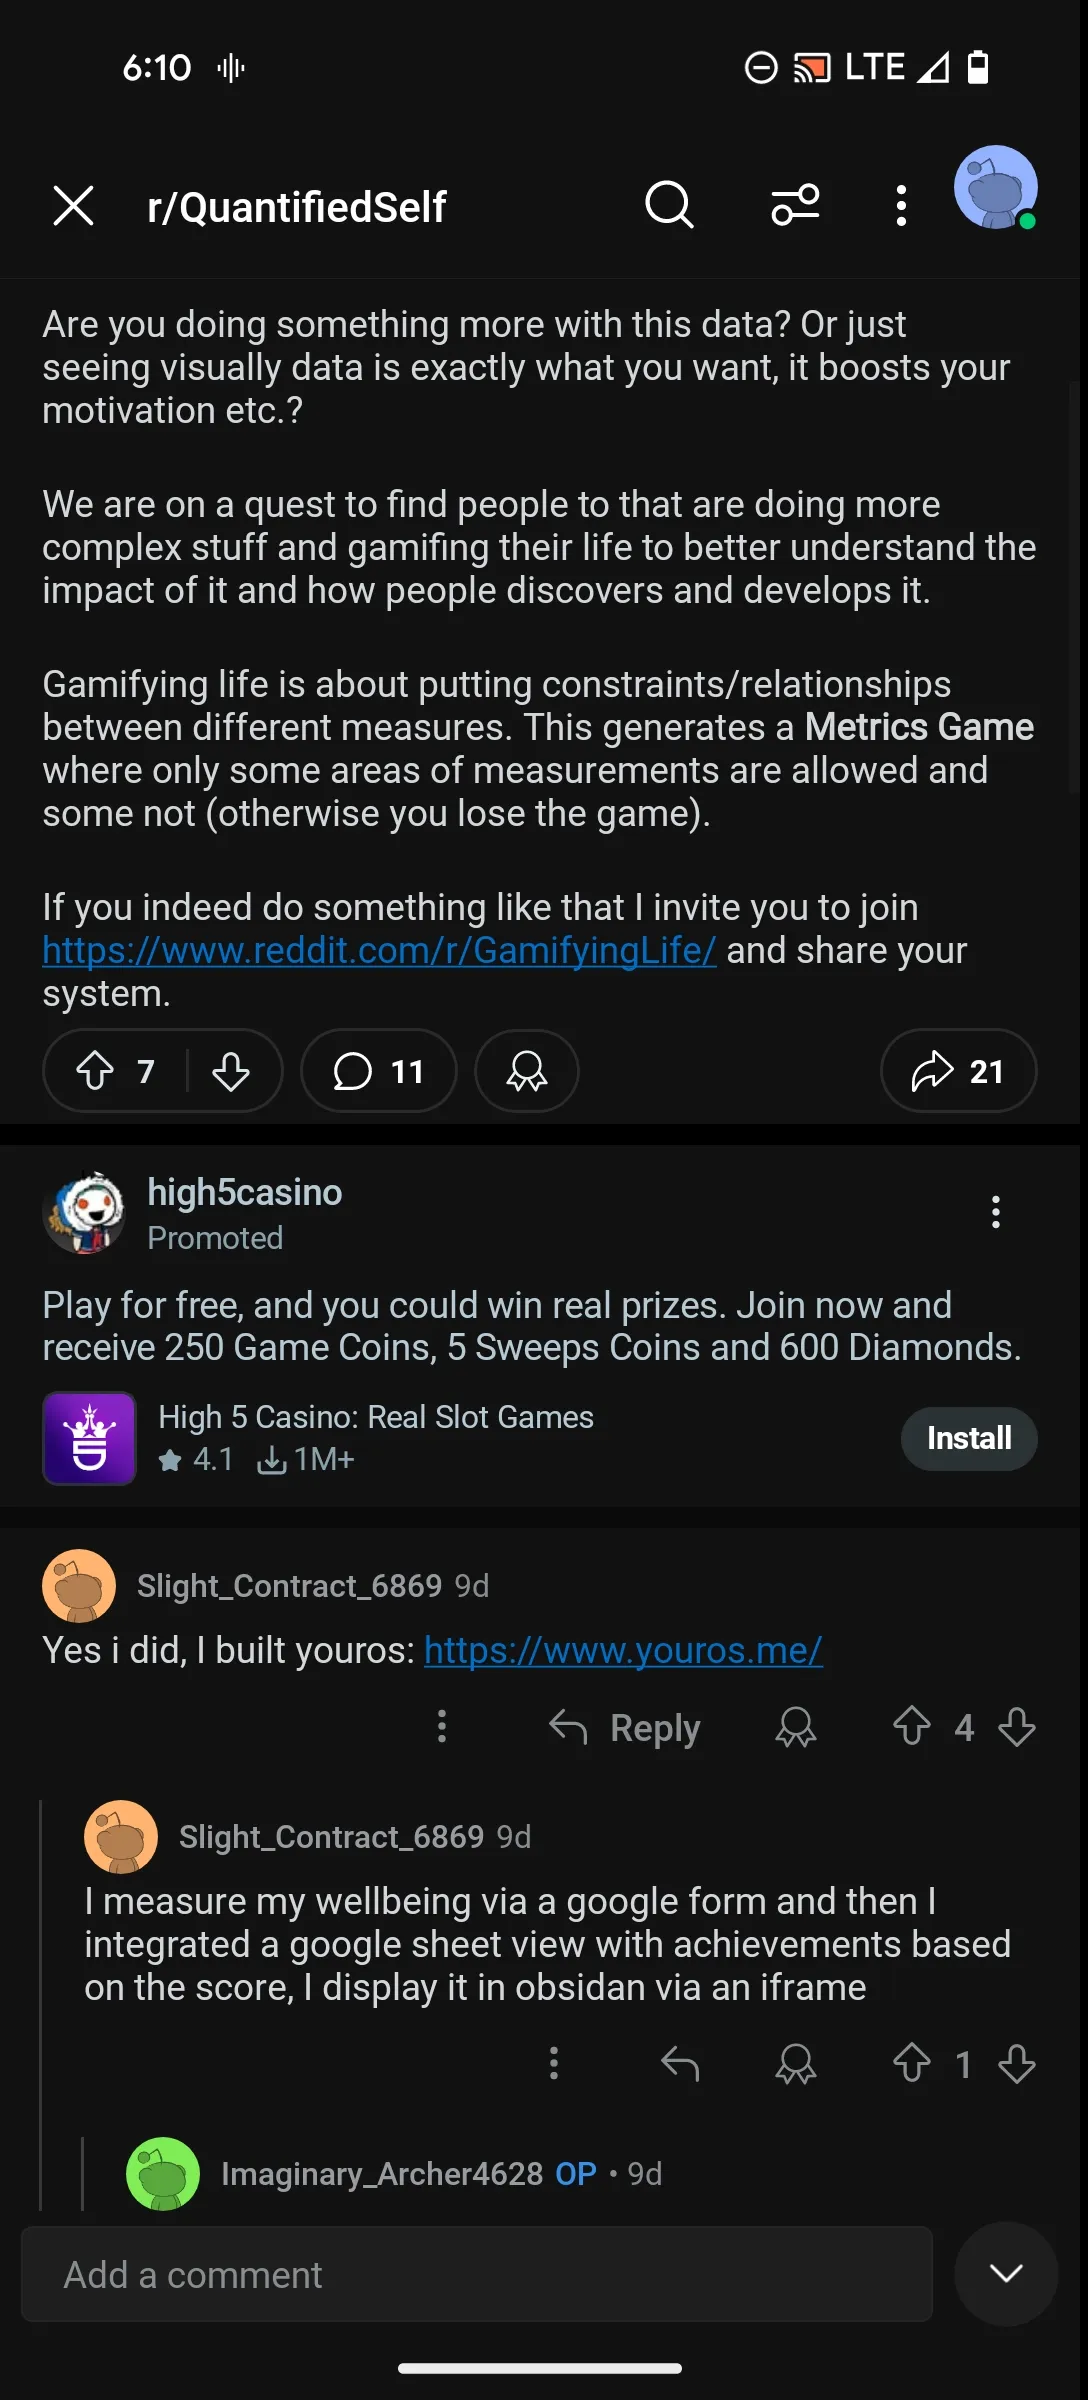 6:10
LTE
r/QuantifiedSelf
Are you doing something more with this data? Or just
seeing visually data is exactly what you want, it boosts your
motivation etc.?
We are on a quest to find people to that are doing more
complex stuff and gamifing their life to better understand the
impact of it and how people discovers and develops it.
Gamifying life is about putting constraints/relationships
between different measures. This generates a Metrics Game
where only some areas of measurements are allowed and
some not (otherwise you lose the game).
If you indeed do something like that I invite you to join
https://www.reddit.com/r/GamifyingLife/ and share your
system.
7
11
21
high5casino
Promoted
Play for free, and you could win real prizes. Join now and
receive 250 Game Coins, 5 Sweeps Coins and 600 Diamonds.
5
High 5 Casino: Real Slot Games
4.1 1M+
Install
Slight_Contract_6869 9d
Yes i did, I built youros: https://www.youros.me/
Reply
4
Slight_Contract_6869 9d
I measure my wellbeing via a google form and then I
integrated a google sheet view with achievements based
on the score, I display it in obsidan via an iframe
1
Imaginary_Archer4628 OP • 9d
Add a comment